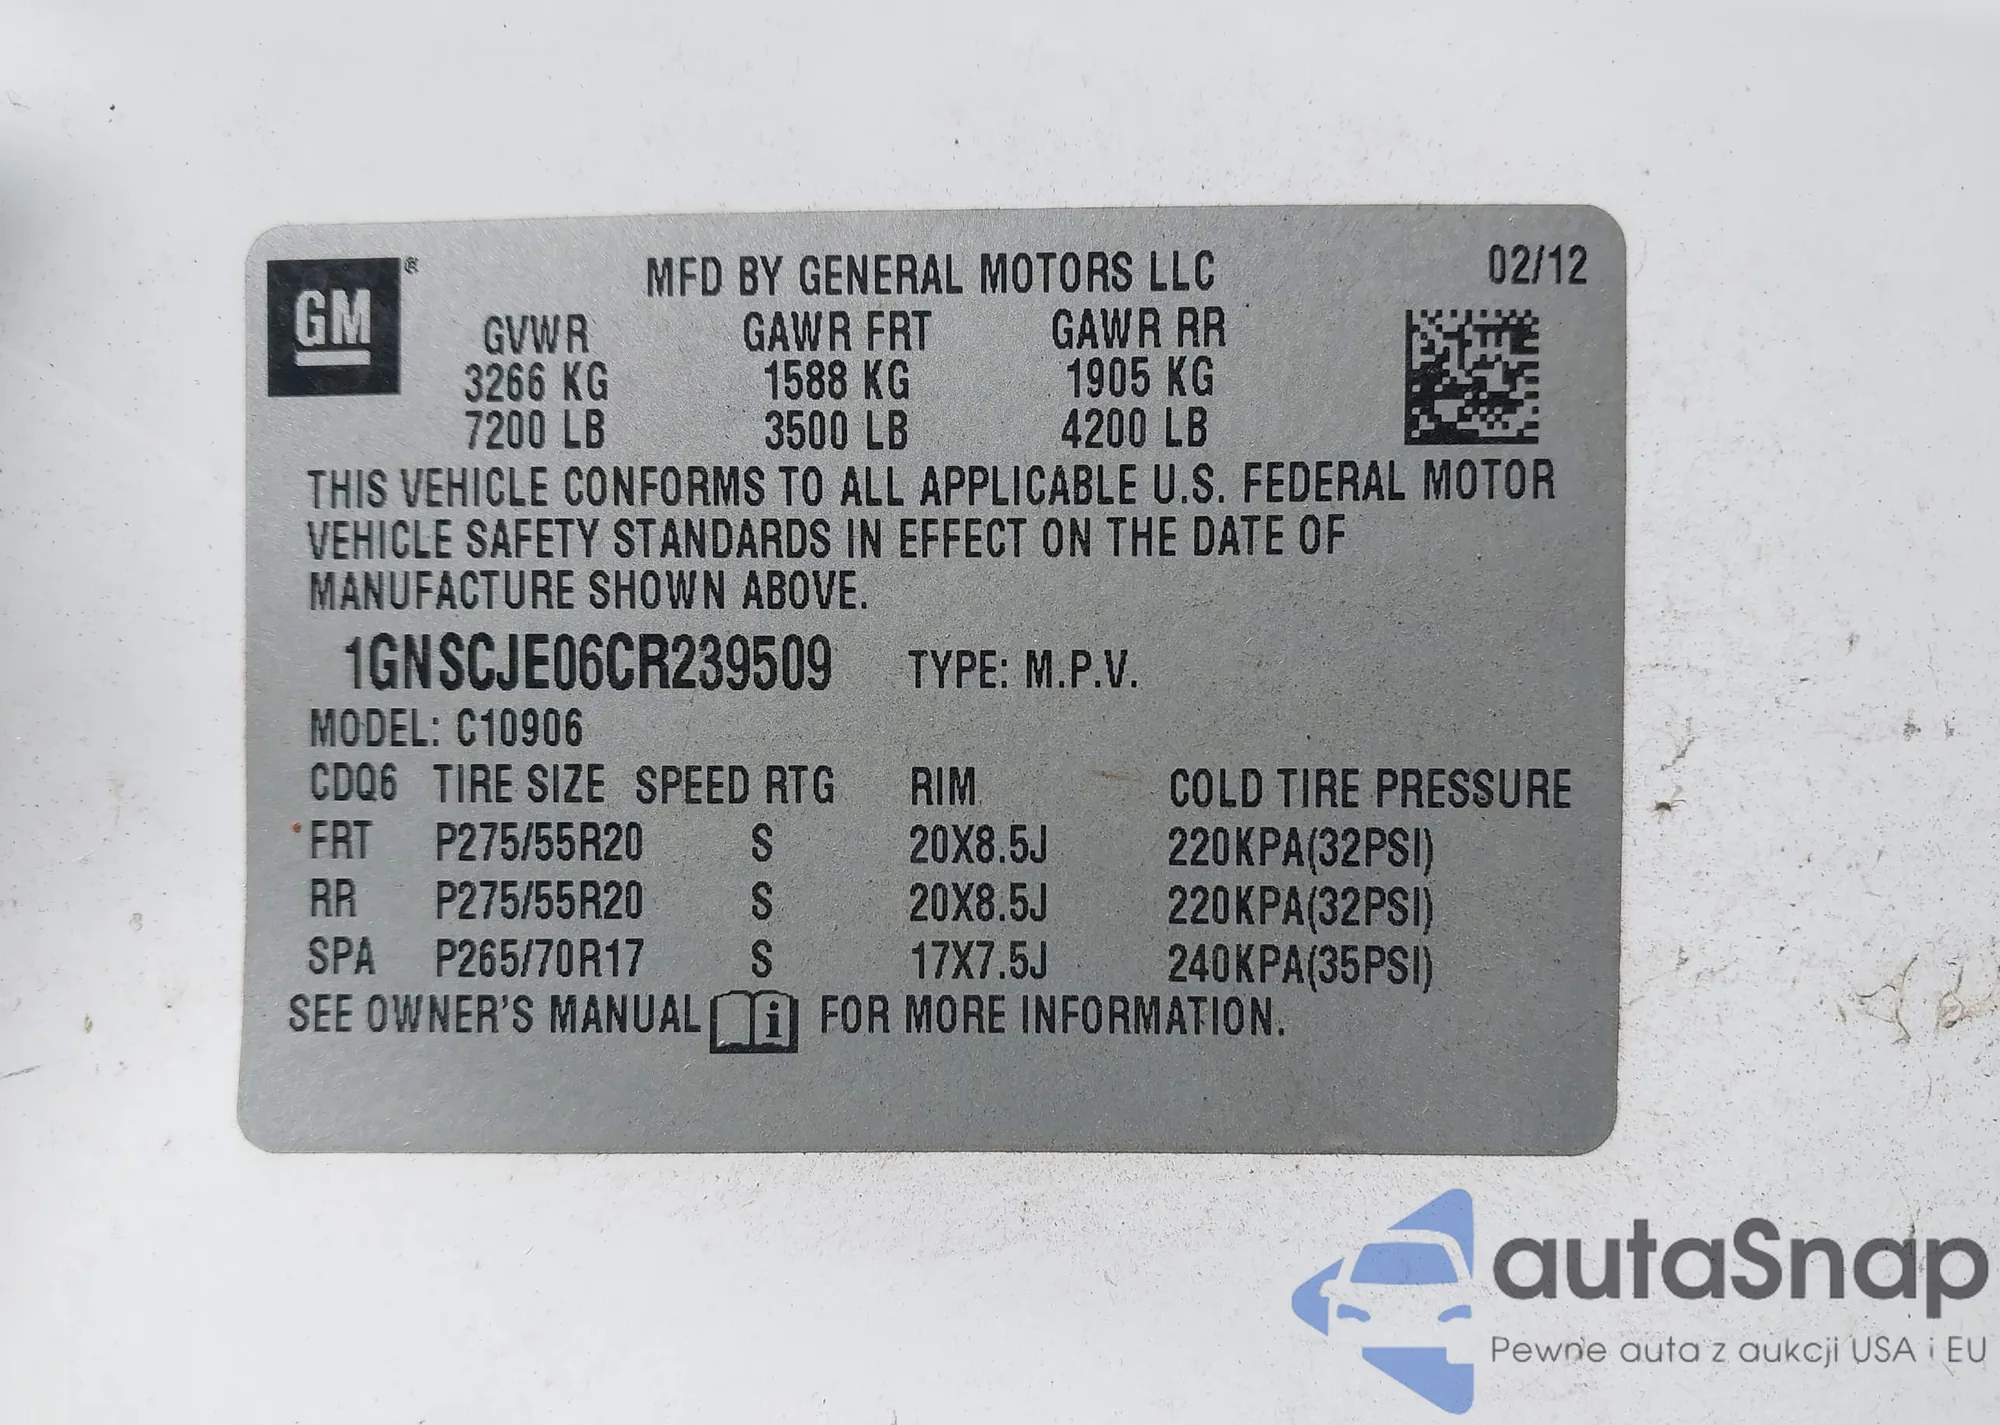 GM ®
MFD BY GENERAL MOTORS LLC 02/12
GVWR GAWR FRT GAWR RR
3266 KG 1588 KG 1905 KG
7200 LB 3500 LB 4200 LB
THIS VEHICLE CONFORMS TO ALL APPLICABLE U.S. FEDERAL MOTOR
VEHICLE SAFETY STANDARDS IN EFFECT ON THE DATE OF
MANUFACTURE SHOWN ABOVE.
1GNSCJE06CR239509 TYPE: M.P.V.
MODEL: C10906
CDQ6 TIRE SIZE SPEED RTG RIM COLD TIRE PRESSURE
FRT P275/55R20 S 20X8.5J 220KPA(32PSI)
RR P275/55R20 S 20X8.5J 220KPA(32PSI)
SPA P265/70R17 S 17X7.5J 240KPA(35PSI)
SEE OWNER'S MANUAL i FOR MORE INFORMATION.
autaSnap
Pewne auta z aukcji USA i EU